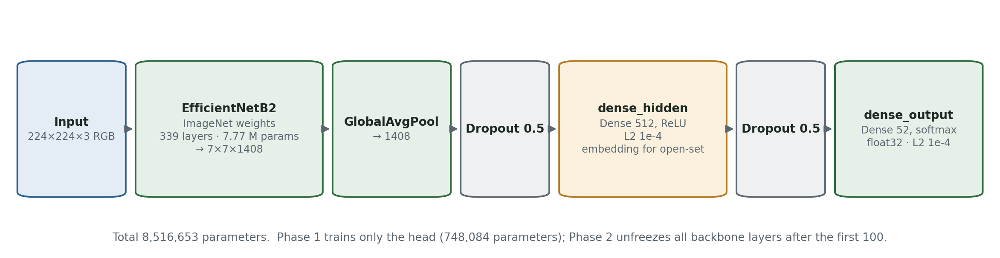 Input
224×224×3 RGB
EfficientNetB2
ImageNet weights
339 layers · 7.77 M params
→ 7×7×1408
GlobalAvgPool
→ 1408
Dropout 0.5
dense_hidden
Dense 512, ReLU
L2 1e-4
embedding for open-set
Dropout 0.5
dense_output
Dense 52, softmax
float32 · L2 1e-4
Total 8,516,653 parameters.  Phase 1 trains only the head (748,084 parameters); Phase 2 unfreezes all backbone layers after the first 100.